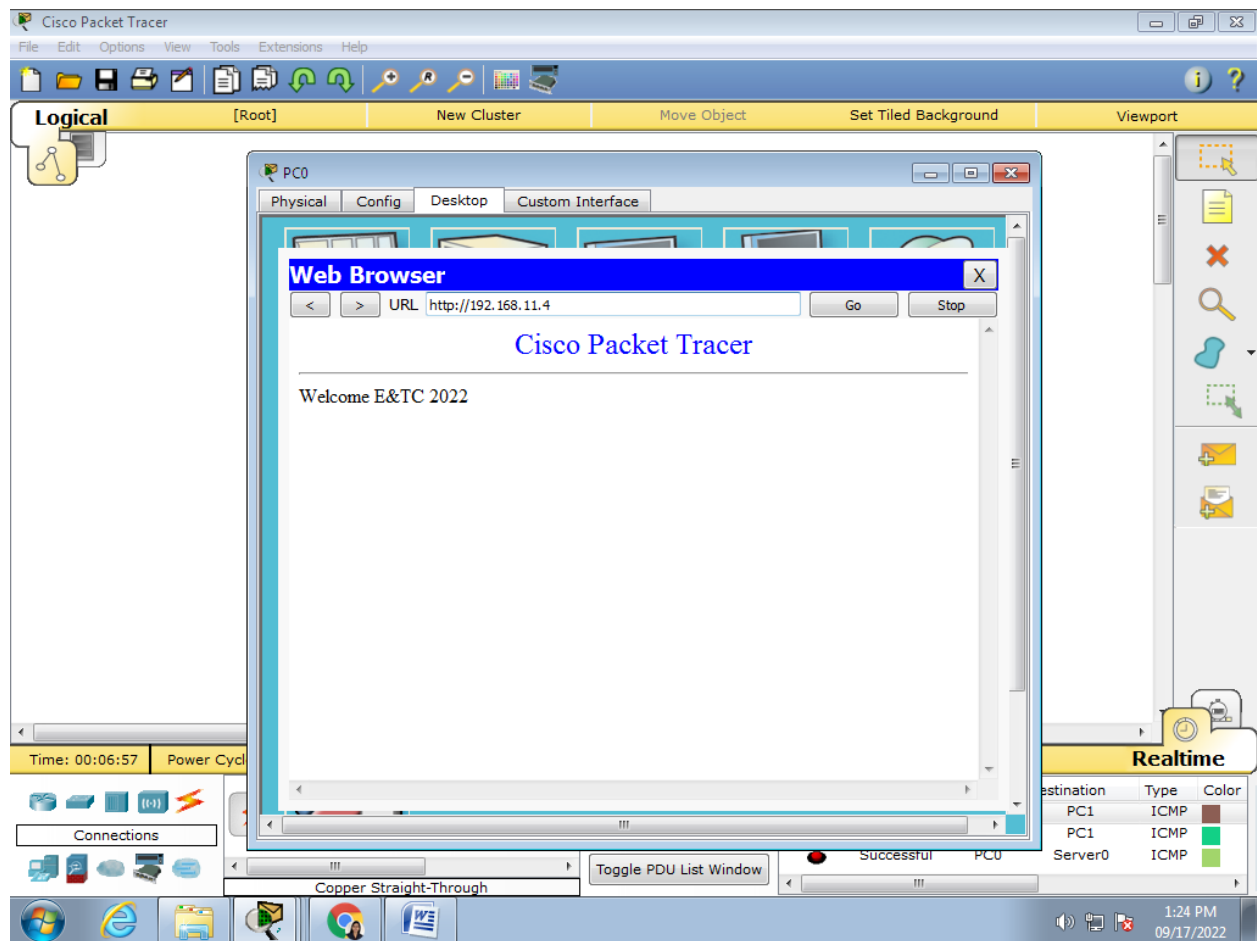 Cisco Packet Tracer
File Edit Options View Tools Extensions Help
Logical [Root] New Cluster Move Object Set Tiled Background Viewport
PC0
Physical Config Desktop Custom Interface
Web Browser X
< > URL http://192.168.11.4 Go Stop
Cisco Packet Tracer
Welcome E&TC 2022
Time: 00:06:57 Power Cycl Realtime
estination Type Color
PC1 ICMP
Connections PC1 ICMP
Successful PC0 Server0 ICMP
Toggle PDU List Window
Copper Straight-Through
1:24 PM
09/17/2022